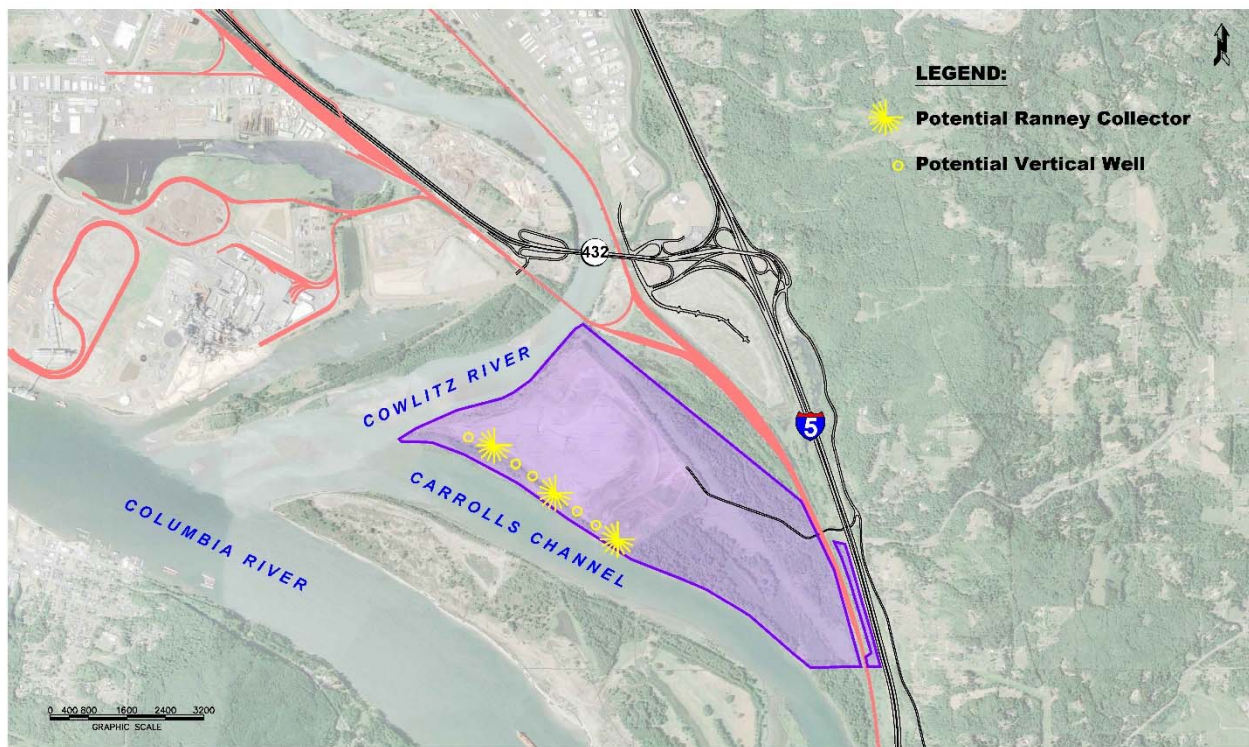 N
LEGEND:
Potential Ranney Collector
Potential Vertical Well
432
COWLITZ RIVER
5
CARROLLS CHANNEL
COLUMBIA RIVER
0 400 800 1600 2400 3200
GRAPHIC SCALE